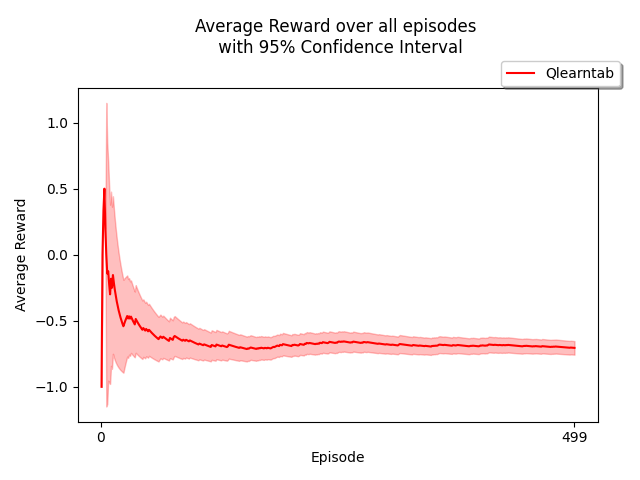 Average Reward over all episodes
with 95% Confidence Interval
Qlearntab
1.0
0.5
0.0
−0.5
−1.0
Average Reward
0
499
Episode